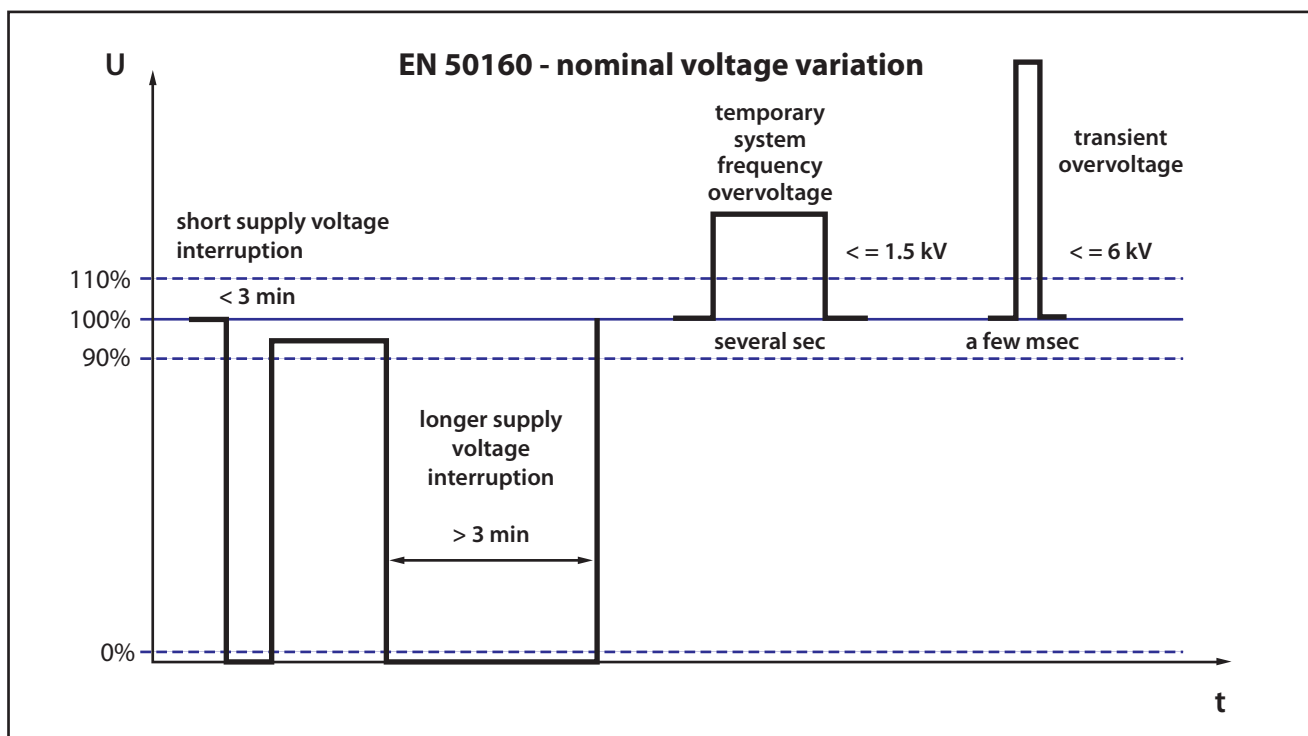 U
EN 50160 - nominal voltage variation
temporary
system
frequency
overvoltage
transient
overvoltage
short supply voltage
interruption
< = 1.5 kV
< = 6 kV
110%
< 3 min
100%
several sec
a few msec
90%
longer supply
voltage
interruption
> 3 min
0%
t